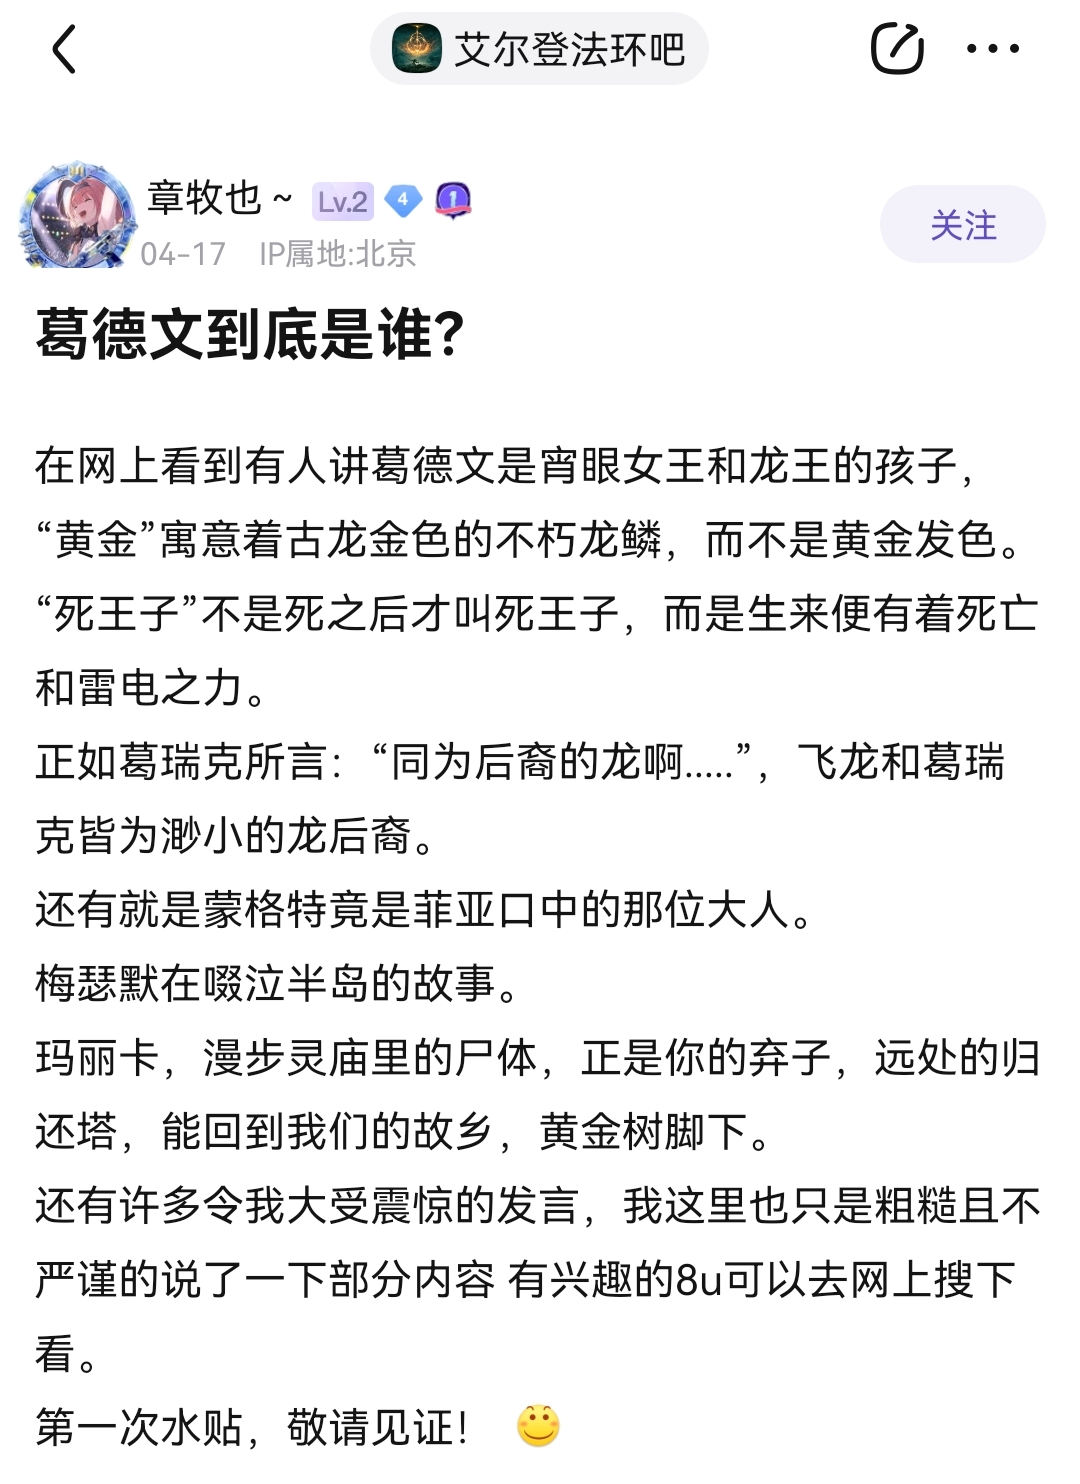 艾尔登法环吧
章牧也～ Lv.2 4 1
关注
04-17 IP属地:北京
葛德文到底是谁？
在网上看到有人讲葛德文是宵眼女王和龙王的孩子，
“黄金”寓意着古龙金色的不朽龙鳞，而不是黄金发色。
“死王子”不是死之后才叫死王子，而是生来便有着死亡
和雷电之力。
正如葛瑞克所言：“同为后裔的龙啊.....”，飞龙和葛瑞
克皆为渺小的龙后裔。
还有就是蒙格特竟是菲亚口中的那位大人。
梅瑟默在啜泣半岛的故事。
玛丽卡，漫步灵庙里的尸体，正是你的弃子，远处的归
还塔，能回到我们的故乡，黄金树脚下。
还有许多令我大受震惊的发言，我这里也只是粗糙且不
严谨的说了一下部分内容 有兴趣的8u可以去网上搜下
看。
第一次水贴，敬请见证！